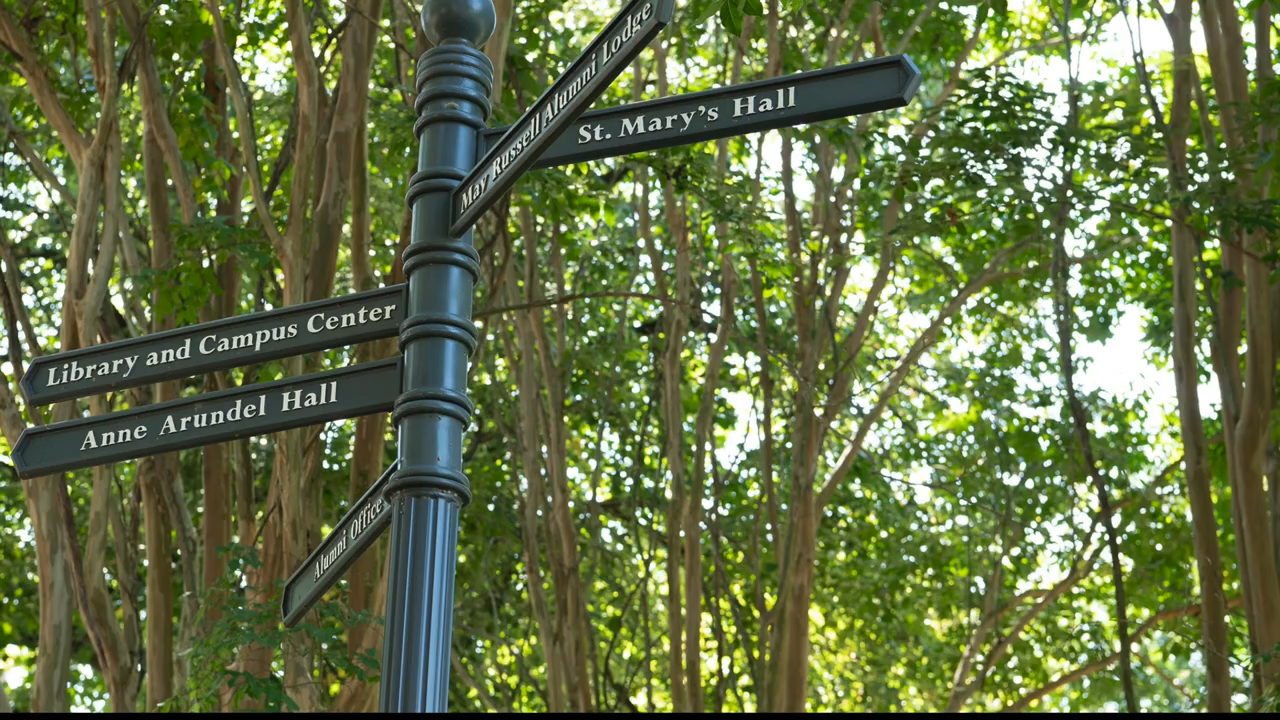 May Russell Alumni Lodge
St. Mary's Hall
Library and Campus Center
Anne Arundel Hall
Alumni Office